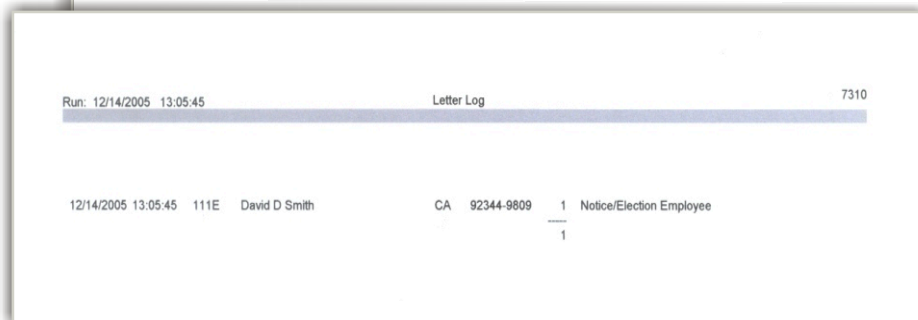 Run: 12/14/2005 13:05:45 Letter Log 7310
12/14/2005 13:05:45 111E David D Smith CA 92344-9809 1 Notice/Election Employee
1